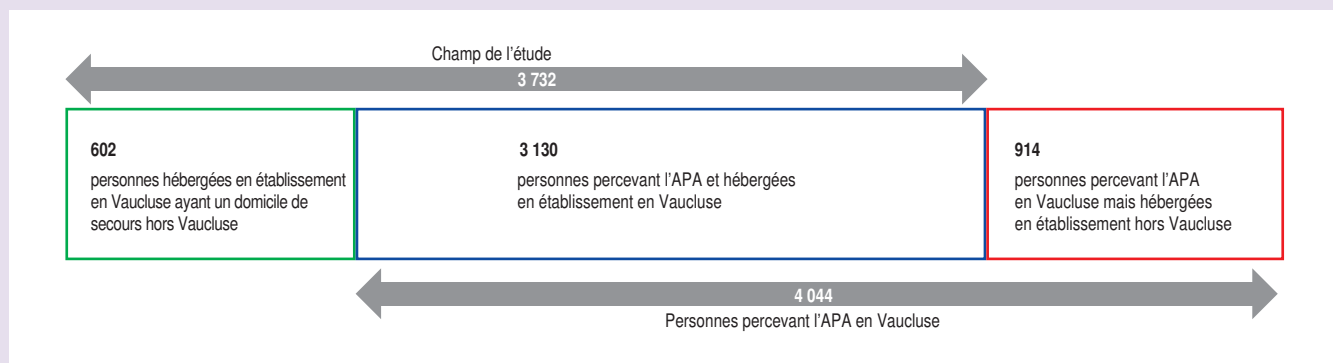 Champ de l'étude
3 732
602
personnes hébergées en établissement
en Vaucluse ayant un domicile de
secours hors Vaucluse
3 130
personnes percevant l'APA et hébergées
en établissement en Vaucluse
914
personnes percevant l'APA
en Vaucluse mais hébergées
en établissement hors Vaucluse
4 044
Personnes percevant l'APA en Vaucluse